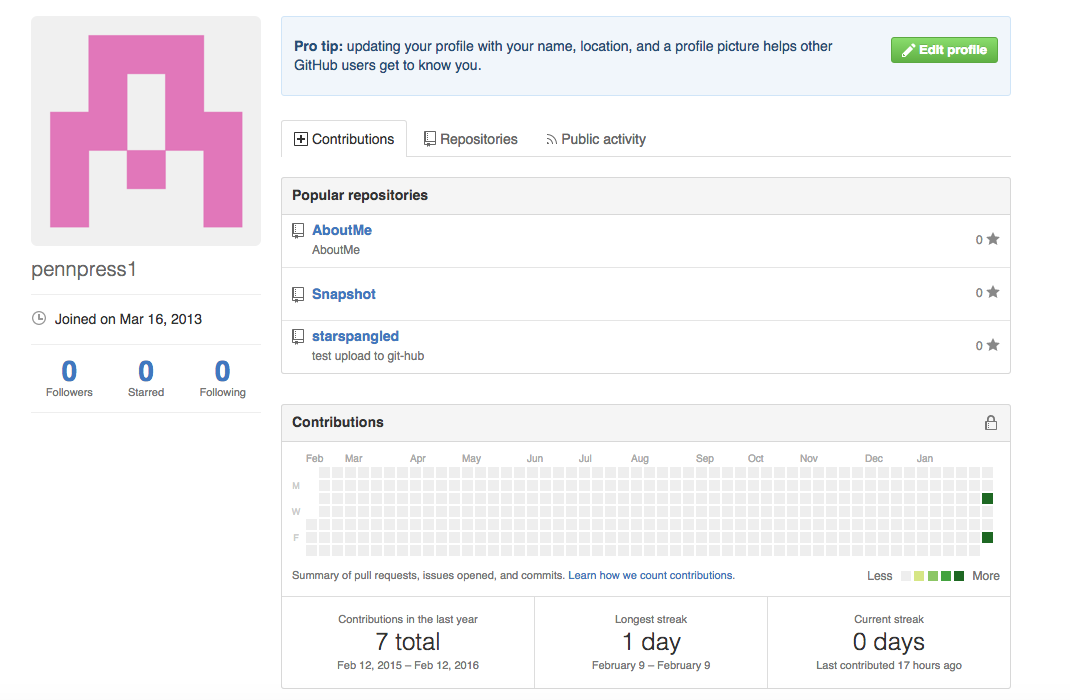 Pro tip: updating your profile with your name, location, and a profile picture helps other
GitHub users get to know you.
Edit profile
Contributions
Repositories
Public activity
pennpress1
Joined on Mar 16, 2013
0 0 0
Followers Starred Following
Popular repositories
AboutMe
AboutMe
0
Snapshot
0
starspangled
test upload to git-hub
0
Contributions
Feb Mar Apr May Jun Jul Aug Sep Oct Nov Dec Jan
M
W
F
Summary of pull requests, issues opened, and commits. Learn how we count contributions.
Less More
Contributions in the last year
7 total
Feb 12, 2015 – Feb 12, 2016
Longest streak
1 day
February 9 – February 9
Current streak
0 days
Last contributed 17 hours ago